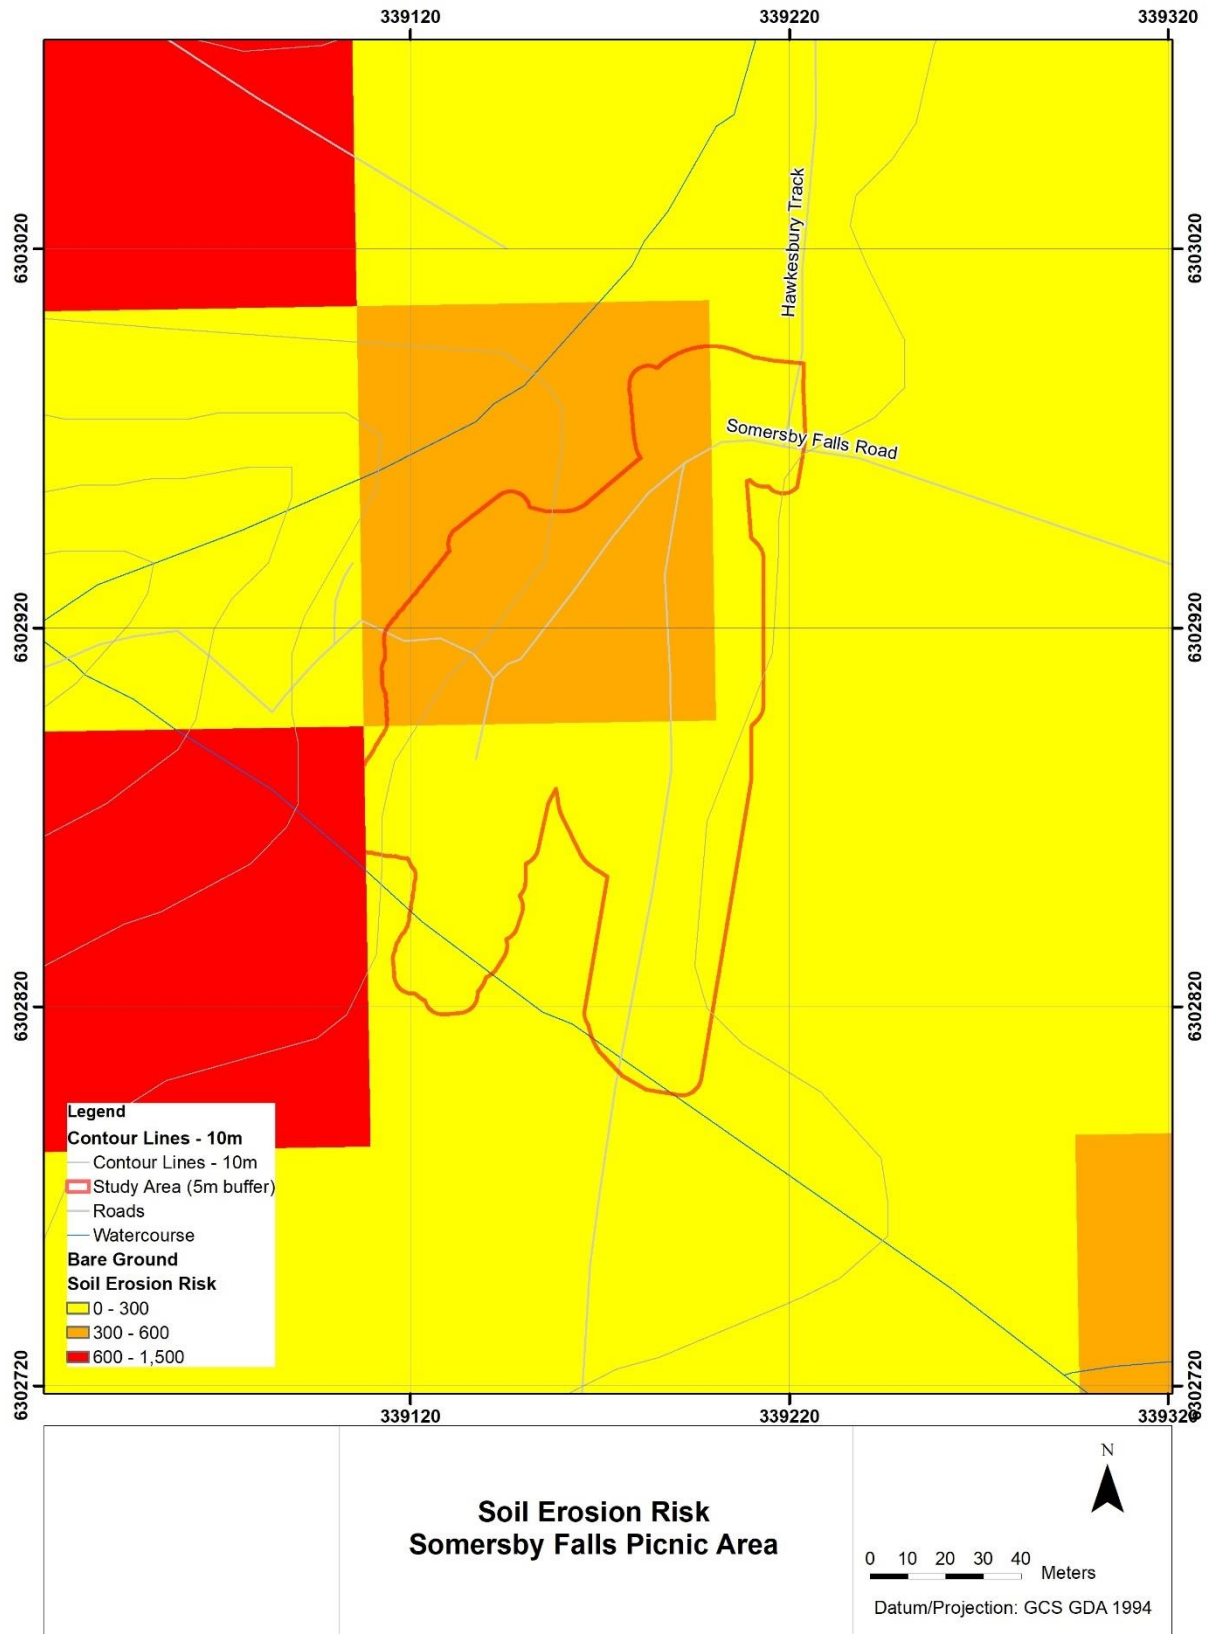 339120 339220 339320
Hawkesbury Track
6303020 6303020
Somersby Falls Road
6302920 6302920
6302820 6302820
Legend
Contour Lines - 10m
Contour Lines - 10m
Study Area (5m buffer)
Roads
Watercourse
Bare Ground
Soil Erosion Risk
0 - 300
300 - 600
600 - 1,500
6302720 6302720
339120 339220 339320
Soil Erosion Risk
Somersby Falls Picnic Area
N
0 10 20 30 40 Meters
Datum/Projection: GCS GDA 1994